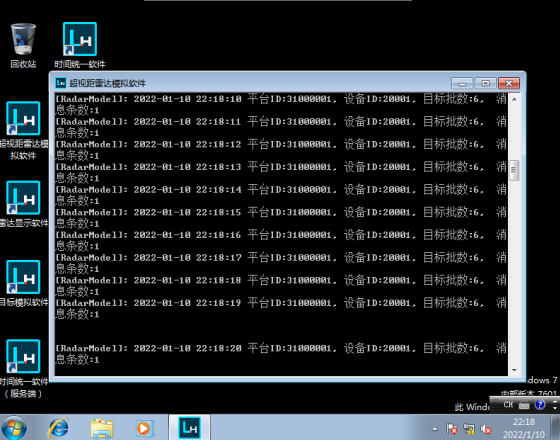 回收站
时间统一软件
超视距雷达模拟软件
超视距雷达模
拟软件
雷达显示软件
目标模拟软件
时间统一软件
（服务端）
[RadarModel]: 2022-01-10 22:18:10 平台ID:31000001, 设备ID:20001, 目标批数:6, 消
息条数:1
[RadarModel]: 2022-01-10 22:18:11 平台ID:31000001, 设备ID:20001, 目标批数:6, 消
息条数:1
[RadarModel]: 2022-01-10 22:18:12 平台ID:31000001, 设备ID:20001, 目标批数:6, 消
息条数:1
[RadarModel]: 2022-01-10 22:18:13 平台ID:31000001, 设备ID:20001, 目标批数:6, 消
息条数:1
[RadarModel]: 2022-01-10 22:18:14 平台ID:31000001, 设备ID:20001, 目标批数:6, 消
息条数:1
[RadarModel]: 2022-01-10 22:18:15 平台ID:31000001, 设备ID:20001, 目标批数:6, 消
息条数:1
[RadarModel]: 2022-01-10 22:18:16 平台ID:31000001, 设备ID:20001, 目标批数:6, 消
息条数:1
[RadarModel]: 2022-01-10 22:18:17 平台ID:31000001, 设备ID:20001, 目标批数:6, 消
息条数:1
[RadarModel]: 2022-01-10 22:18:18 平台ID:31000001, 设备ID:20001, 目标批数:6, 消
息条数:1
[RadarModel]: 2022-01-10 22:18:19 平台ID:31000001, 设备ID:20001, 目标批数:6, 消
息条数:1
[RadarModel]: 2022-01-10 22:18:20 平台ID:31000001, 设备ID:20001, 目标批数:6, 消
息条数:1
dows 7
内部版本 7601
此 Windo
CH
22:18
2022/1/10